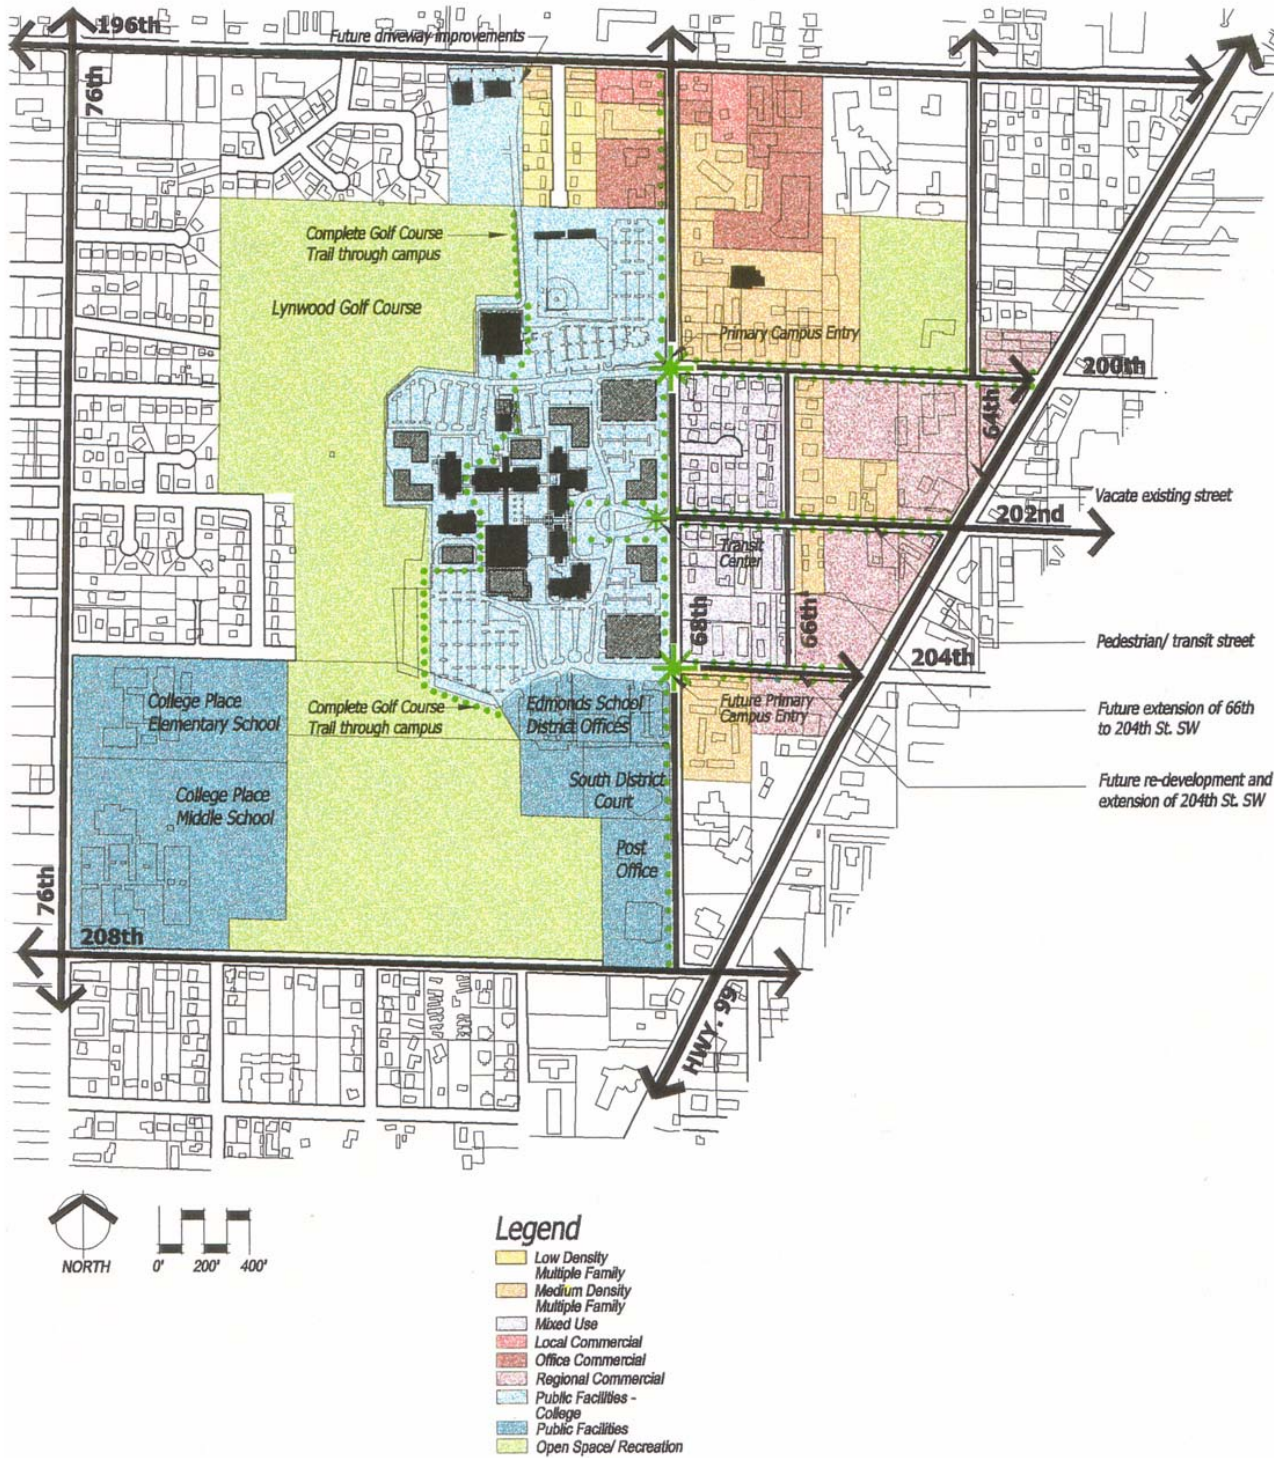 196th
Future driveway improvements
76th
Complete Golf Course
Trail through campus
Lynwood Golf Course
Primary Campus Entry
200th
64th
Vacate existing street
202nd
Transit
Center
68th
66th
Pedestrian/ transit street
204th
College Place
Elementary School
Complete Golf Course
Trail through campus
Edmonds School
District Offices
Future Primary
Campus Entry
Future extension of 66th
to 204th St. SW
South District
Court
Future re-development and
extension of 204th St. SW
College Place
Middle School
Post
Office
76th
208th
HWY. 99
NORTH
0' 200' 400'
Legend
Low Density
Multiple Family
Medium Density
Multiple Family
Mixed Use
Local Commercial
Office Commercial
Regional Commercial
Public Facilities -
College
Public Facilities
Open Space/ Recreation